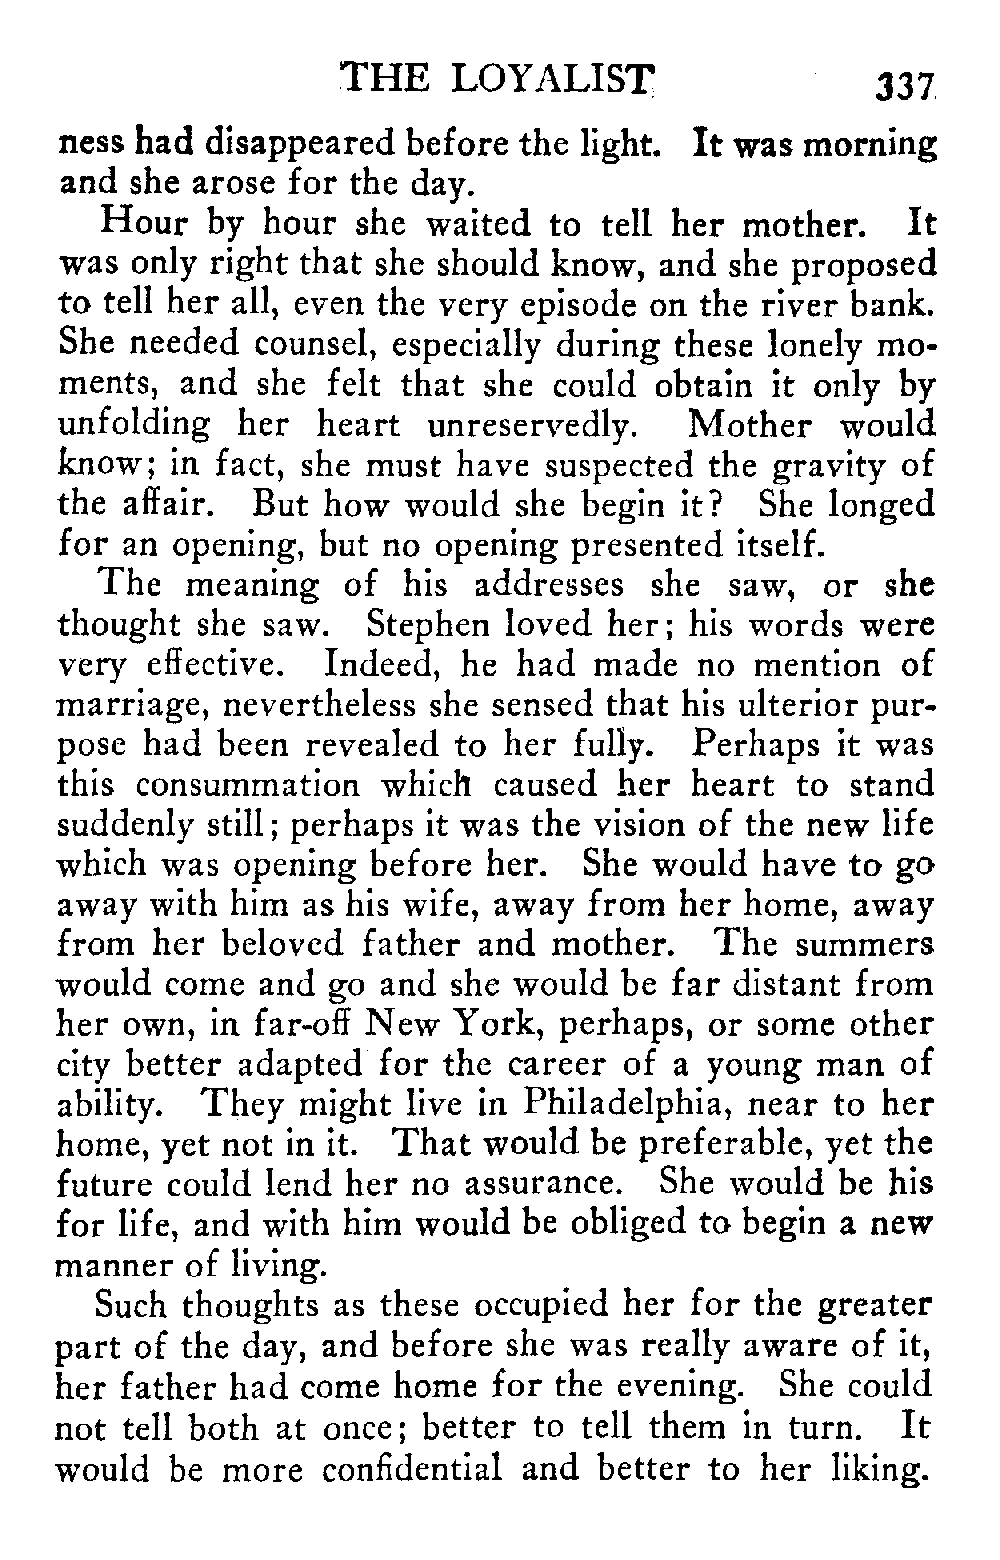 THE LOYALIST 337
ness had disappeared before the light. It was morning
and she arose for the day.
Hour by hour she waited to tell her mother. It
was only right that she should know, and she proposed
to tell her all, even the very episode on the river bank.
She needed counsel, especially during these lonely mo-
ments, and she felt that she could obtain it only by
unfolding her heart unreservedly. Mother would
know; in fact, she must have suspected the gravity of
the affair. But how would she begin it? She longed
for an opening, but no opening presented itself.
The meaning of his addresses she saw, or she
thought she saw. Stephen loved her; his words were
very effective. Indeed, he had made no mention of
marriage, nevertheless she sensed that his ulterior pur-
pose had been revealed to her fully. Perhaps it was
this consummation which caused her heart to stand
suddenly still; perhaps it was the vision of the new life
which was opening before her. She would have to go
away with him as his wife, away from her home, away
from her beloved father and mother. The summers
would come and go and she would be far distant from
her own, in far-off New York, perhaps, or some other
city better adapted for the career of a young man of
ability. They might live in Philadelphia, near to her
home, yet not in it. That would be preferable, yet the
future could lend her no assurance. She would be his
for life, and with him would be obliged to begin a new
manner of living.
Such thoughts as these occupied her for the greater
part of the day, and before she was really aware of it,
her father had come home for the evening. She could
not tell both at once; better to tell them in turn. It
would be more confidential and better to her liking.